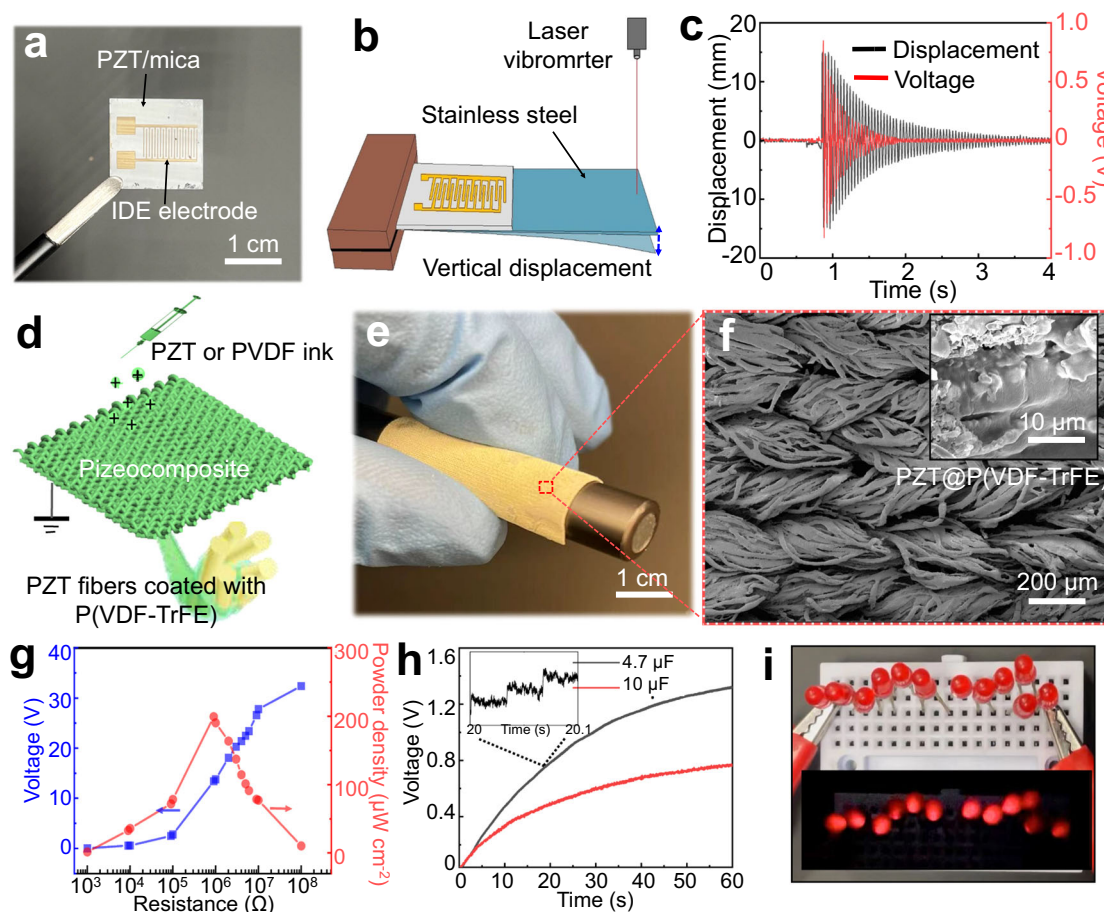 a
PZT/mica
IDE electrode
1 cm
b
Laser
vibromrter
Stainless steel
Vertical displacement
c
Displacement
Voltage
Displacement (mm)
20
10
0
-10
-20
Voltage (V)
1.0
0.5
0
-0.5
-1.0
0 1 2 3 4
Time (s)
d
PZT or PVDF ink
+ +
+ + +
+
Pizeocomposite
PZT fibers coated with
P(VDF-TrFE)
e
1 cm
f
10 µm
PZT@P(VDF-TrFE)
200 µm
g
Voltage (V)
40
30
20
10
0
Powder density (µW cm⁻²)
300
200
100
0
10³ 10⁴ 10⁵ 10⁶ 10⁷ 10⁸
Resistance (Ω)
h
Voltage (V)
1.6
1.2
0.8
0.4
0.0
4.7 µF
10 µF
20 Time (s) 20.1
0 10 20 30 40 50 60
Time (s)
i